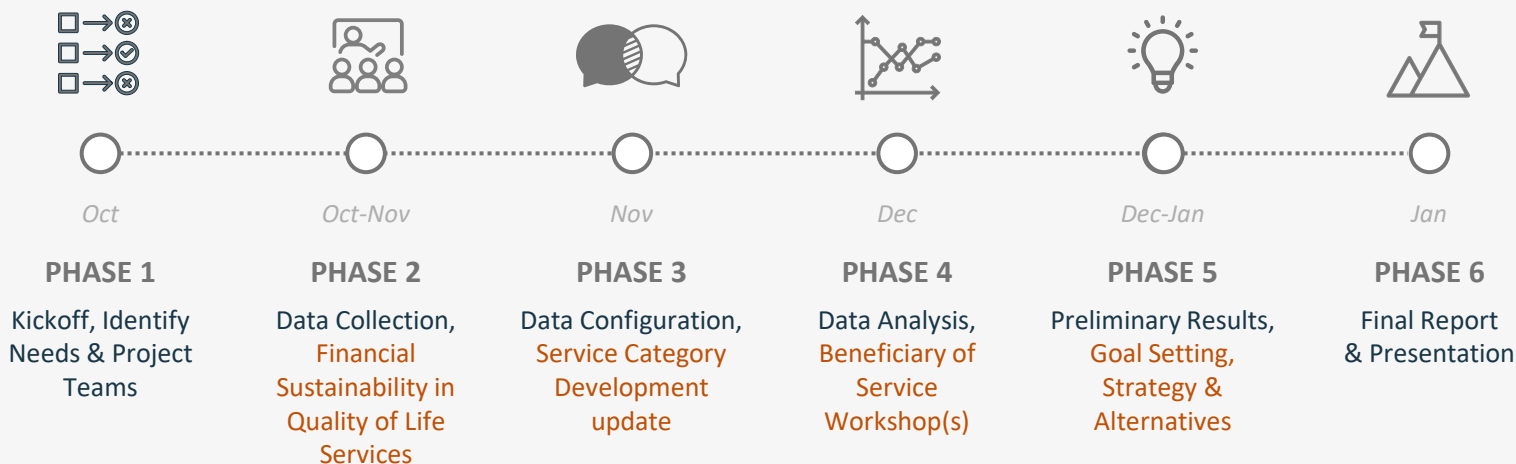 Oct
Oct-Nov
Nov
Dec
Dec-Jan
Jan
PHASE 1
Kickoff, Identify
Needs & Project
Teams
PHASE 2
Data Collection,
Financial
Sustainability in
Quality of Life
Services
PHASE 3
Data Configuration,
Service Category
Development
update
PHASE 4
Data Analysis,
Beneficiary of
Service
Workshop(s)
PHASE 5
Preliminary Results,
Goal Setting,
Strategy &
Alternatives
PHASE 6
Final Report
& Presentation